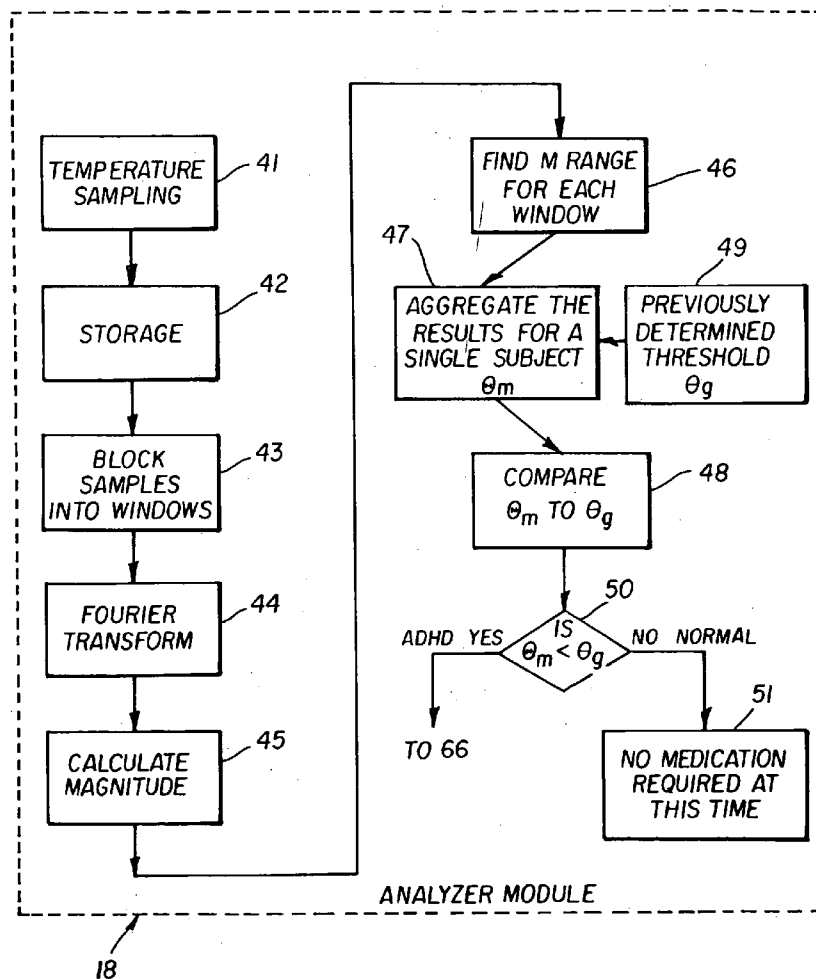 TEMPERATURE
SAMPLING
41
STORAGE
42
BLOCK
SAMPLES
INTO WINDOWS
43
FOURIER
TRANSFORM
44
CALCULATE
MAGNITUDE
45
FIND M RANGE
FOR EACH
WINDOW
46
47
AGGREGATE THE
RESULTS FOR A
SINGLE SUBJECT
Θm
49
PREVIOUSLY
DETERMINED
THRESHOLD
Θg
COMPARE
Θm TO Θg
48
50
IS
Θm < Θg
ADHD YES
NO NORMAL
TO 66
51
NO MEDICATION
REQUIRED AT
THIS TIME
ANALYZER MODULE
18